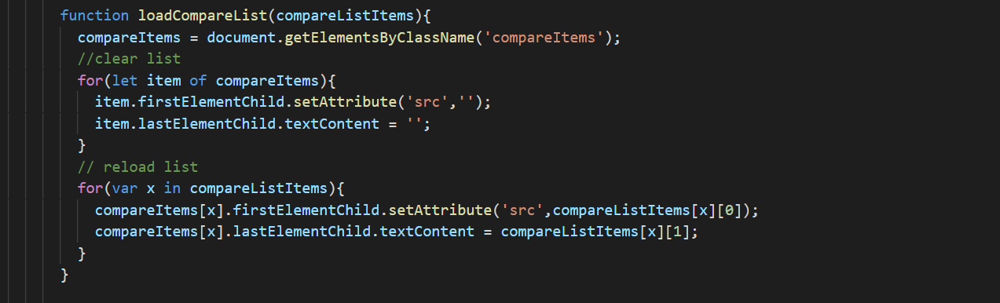 function loadCompareList(compareListItems){
compareItems = document.getElementsByClassName('compareItems');
//clear list
for(let item of compareItems){
item.firstElementChild.setAttribute('src','');
item.lastElementChild.textContent = '';
}
// reload list
for(var x in compareListItems){
compareItems[x].firstElementChild.setAttribute('src',compareListItems[x][0]);
compareItems[x].lastElementChild.textContent = compareListItems[x][1];
}
}